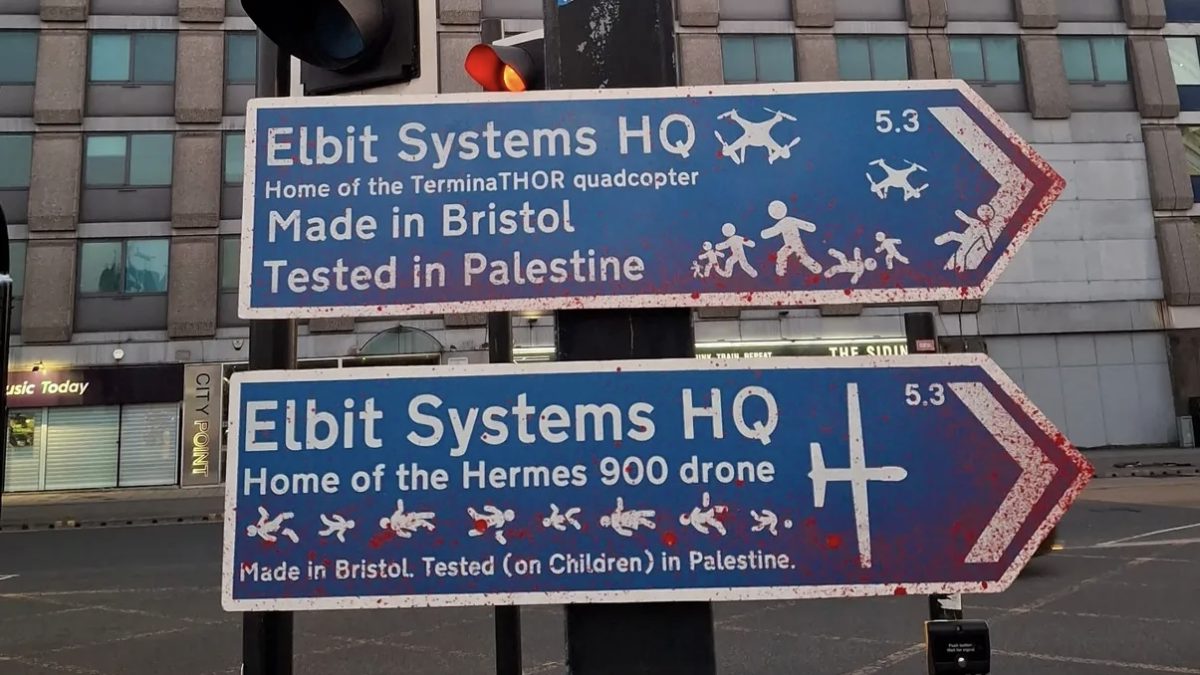 Elbit Systems HQ
5.3
Home of the TerminaTHOR quadcopter
Made in Bristol
Tested in Palestine
TRAIN. REPEAT
THE SIDIN
usic Today
CITY POINT
Elbit Systems HQ
5.3
Home of the Hermes 900 drone
Made in Bristol. Tested (on Children) in Palestine.